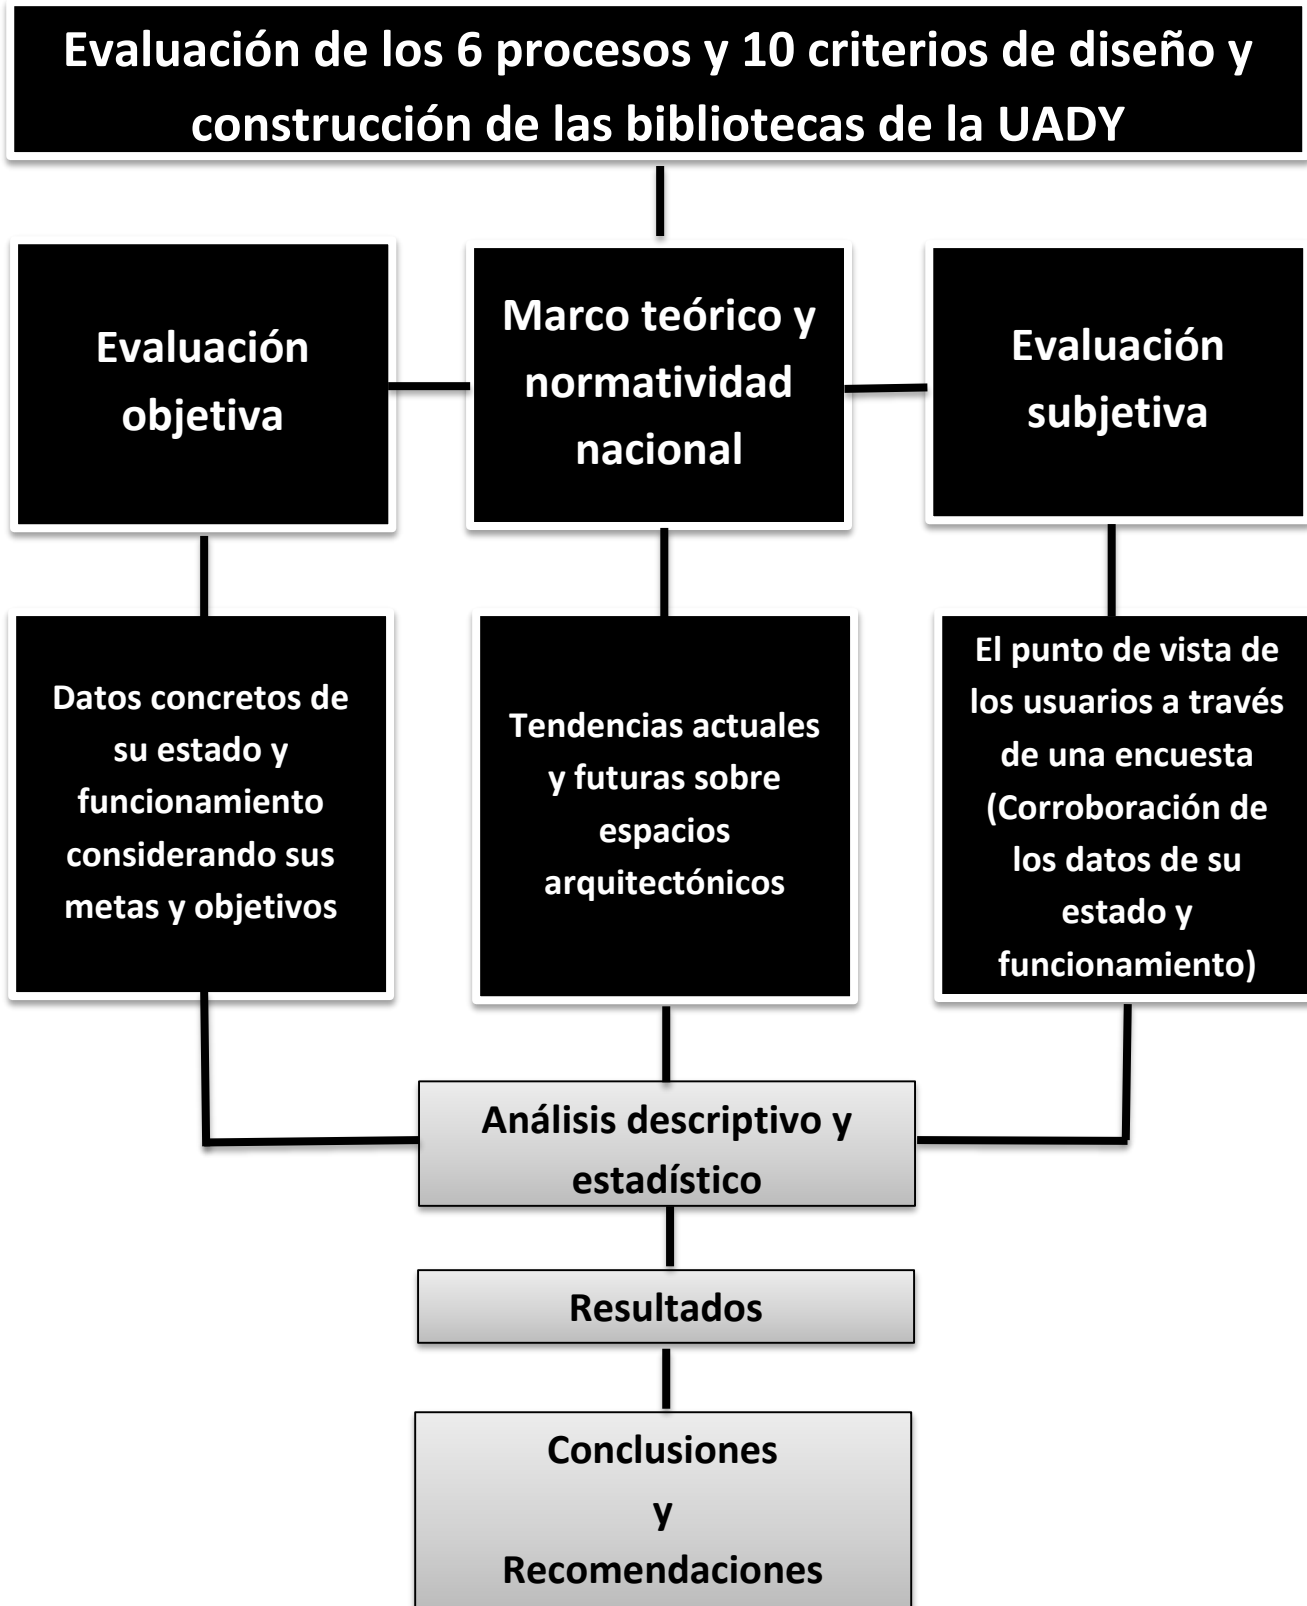 Evaluación de los 6 procesos y 10 criterios de diseño y
construcción de las bibliotecas de la UADY
Evaluación
objetiva
Marco teórico y
normatividad
nacional
Evaluación
subjetiva
Datos concretos de
su estado y
funcionamiento
considerando sus
metas y objetivos
Tendencias actuales
y futuras sobre
espacios
arquitectónicos
El punto de vista de
los usuarios a través
de una encuesta
(Corroboración de
los datos de su
estado y
funcionamiento)
Análisis descriptivo y
estadístico
Resultados
Conclusiones
y
Recomendaciones